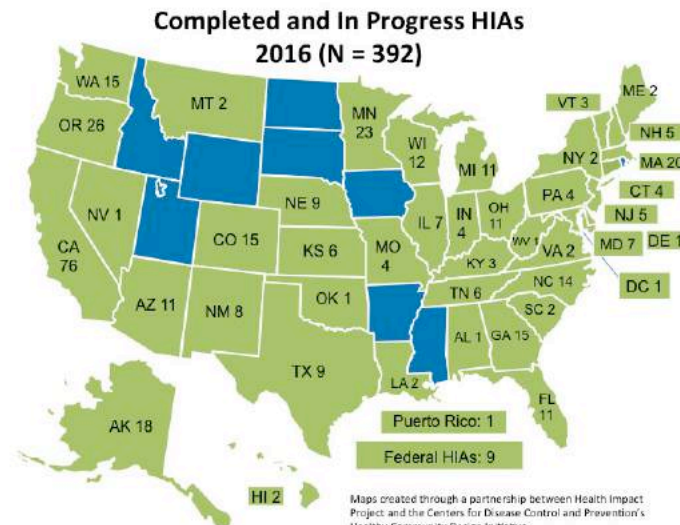 Completed and In Progress HIAs
2016 (N = 392)
WA 15
MT 2
ME 2
VT 3
OR 26
MN
23
NH 5
WI
12
MI 11
NY 2
MA 20
CT 4
PA 4
NJ 5
NE 9
NV 1
IL 7
IN
4
OH
11
MD 7
DE 1
CO 15
CA
76
KS 6
MO
4
WV 1
VA 2
KY 3
DC 1
NC 14
TN 6
AZ 11
NM 8
OK 1
SC 2
AL 1
GA 15
TX 9
LA 2
FL
11
Puerto Rico: 1
AK 18
Federal HIAs: 9
HI 2
Maps created through a partnership between Health Impact
Project and the Centers for Disease Control and Prevention's
Healthy Community Design Initiative